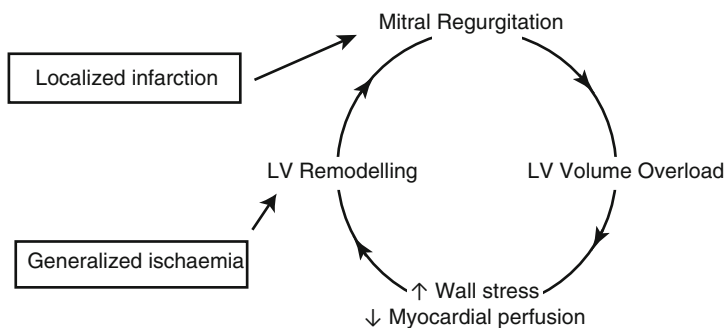 Mitral Regurgitation
Localized infarction
LV Remodelling
LV Volume Overload
Generalized ischaemia
↑ Wall stress
↓ Myocardial perfusion